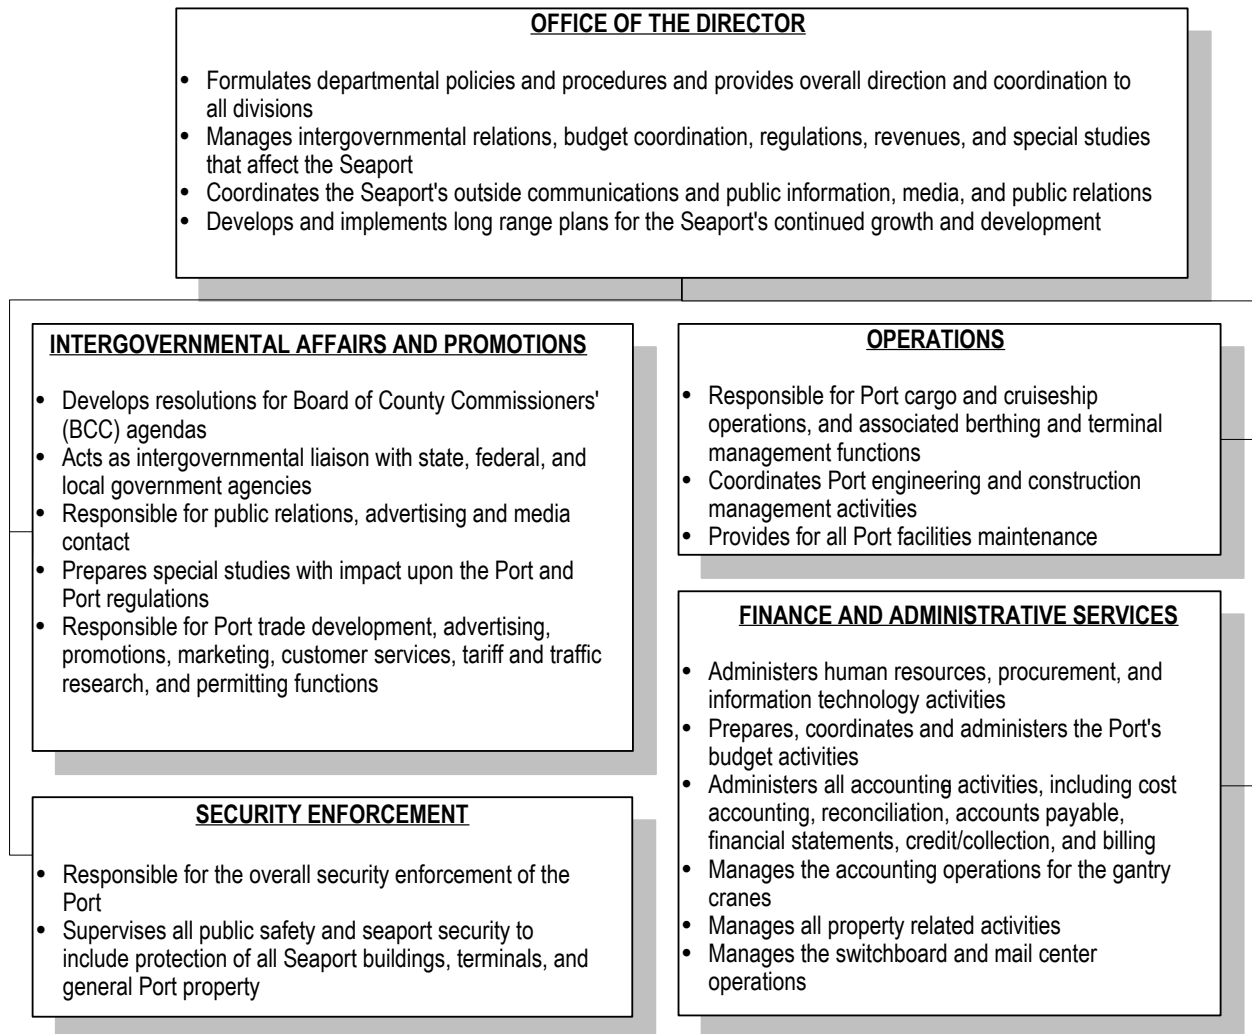 OFFICE OF THE DIRECTOR
• Formulates departmental policies and procedures and provides overall direction and coordination to
all divisions
• Manages intergovernmental relations, budget coordination, regulations, revenues, and special studies
that affect the Seaport
• Coordinates the Seaport's outside communications and public information, media, and public relations
• Develops and implements long range plans for the Seaport's continued growth and development
INTERGOVERNMENTAL AFFAIRS AND PROMOTIONS
• Develops resolutions for Board of County Commissioners'
(BCC) agendas
• Acts as intergovernmental liaison with state, federal, and
local government agencies
• Responsible for public relations, advertising and media
contact
• Prepares special studies with impact upon the Port and
Port regulations
• Responsible for Port trade development, advertising,
promotions, marketing, customer services, tariff and traffic
research, and permitting functions
SECURITY ENFORCEMENT
• Responsible for the overall security enforcement of the
Port
• Supervises all public safety and seaport security to
include protection of all Seaport buildings, terminals, and
general Port property
OPERATIONS
• Responsible for Port cargo and cruiseship
operations, and associated berthing and terminal
management functions
• Coordinates Port engineering and construction
management activities
• Provides for all Port facilities maintenance
FINANCE AND ADMINISTRATIVE SERVICES
• Administers human resources, procurement, and
information technology activities
• Prepares, coordinates and administers the Port's
budget activities
• Administers all accounting activities, including cost
accounting, reconciliation, accounts payable,
financial statements, credit/collection, and billing
• Manages the accounting operations for the gantry
cranes
• Manages all property related activities
• Manages the switchboard and mail center
operations